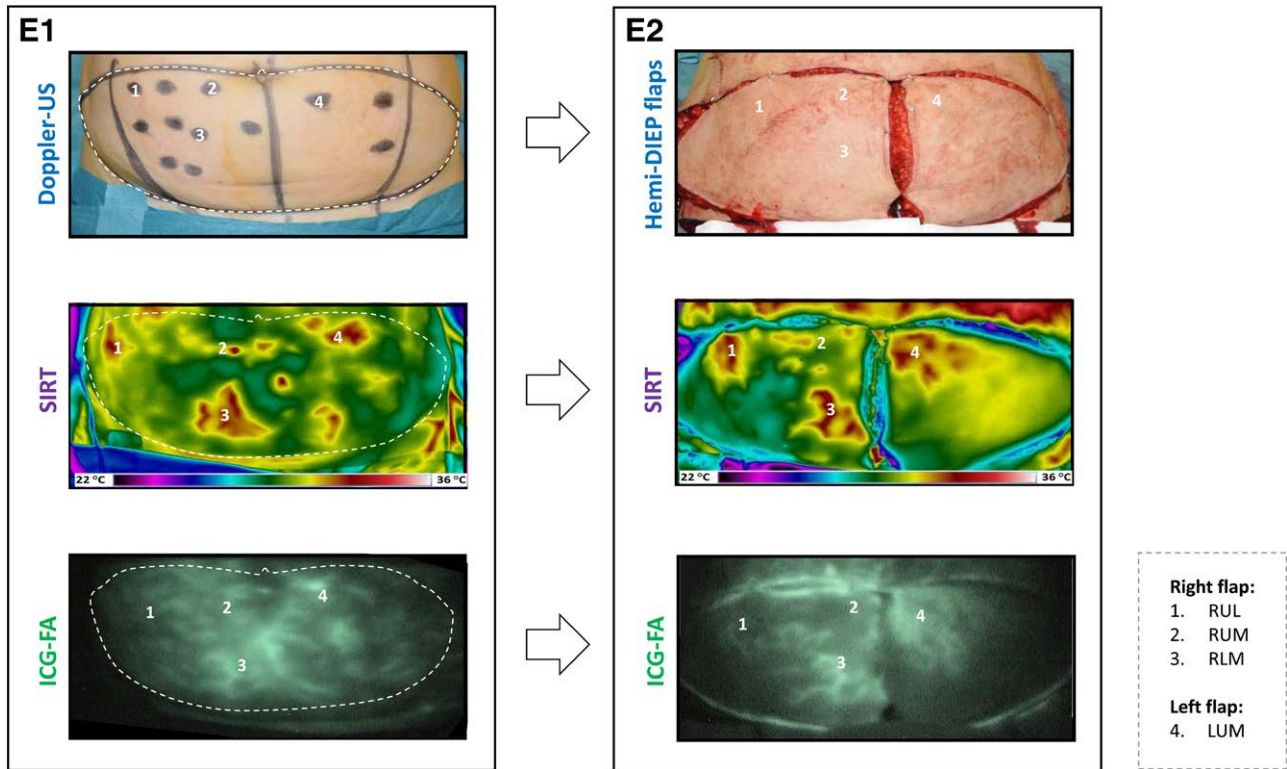 E1
Doppler-US
1
2
3
4
SIRT
1
2
3
4
22 °C
36 °C
ICG-FA
1
2
3
4
E2
Hemi-DIEP flaps
1
2
3
4
SIRT
1
2
3
4
22 °C
36 °C
ICG-FA
1
2
3
4
Right flap:
1. RUL
2. RUM
3. RLM
Left flap:
4. LUM